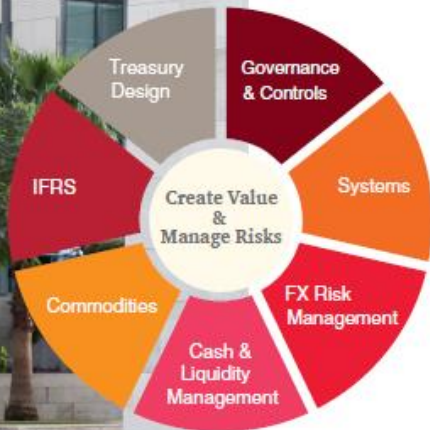 Treasury
Design
Governance
& Controls
IFRS
Create Value
&
Manage Risks
Systems
Commodities
FX Risk
Management
Cash &
Liquidity
Management